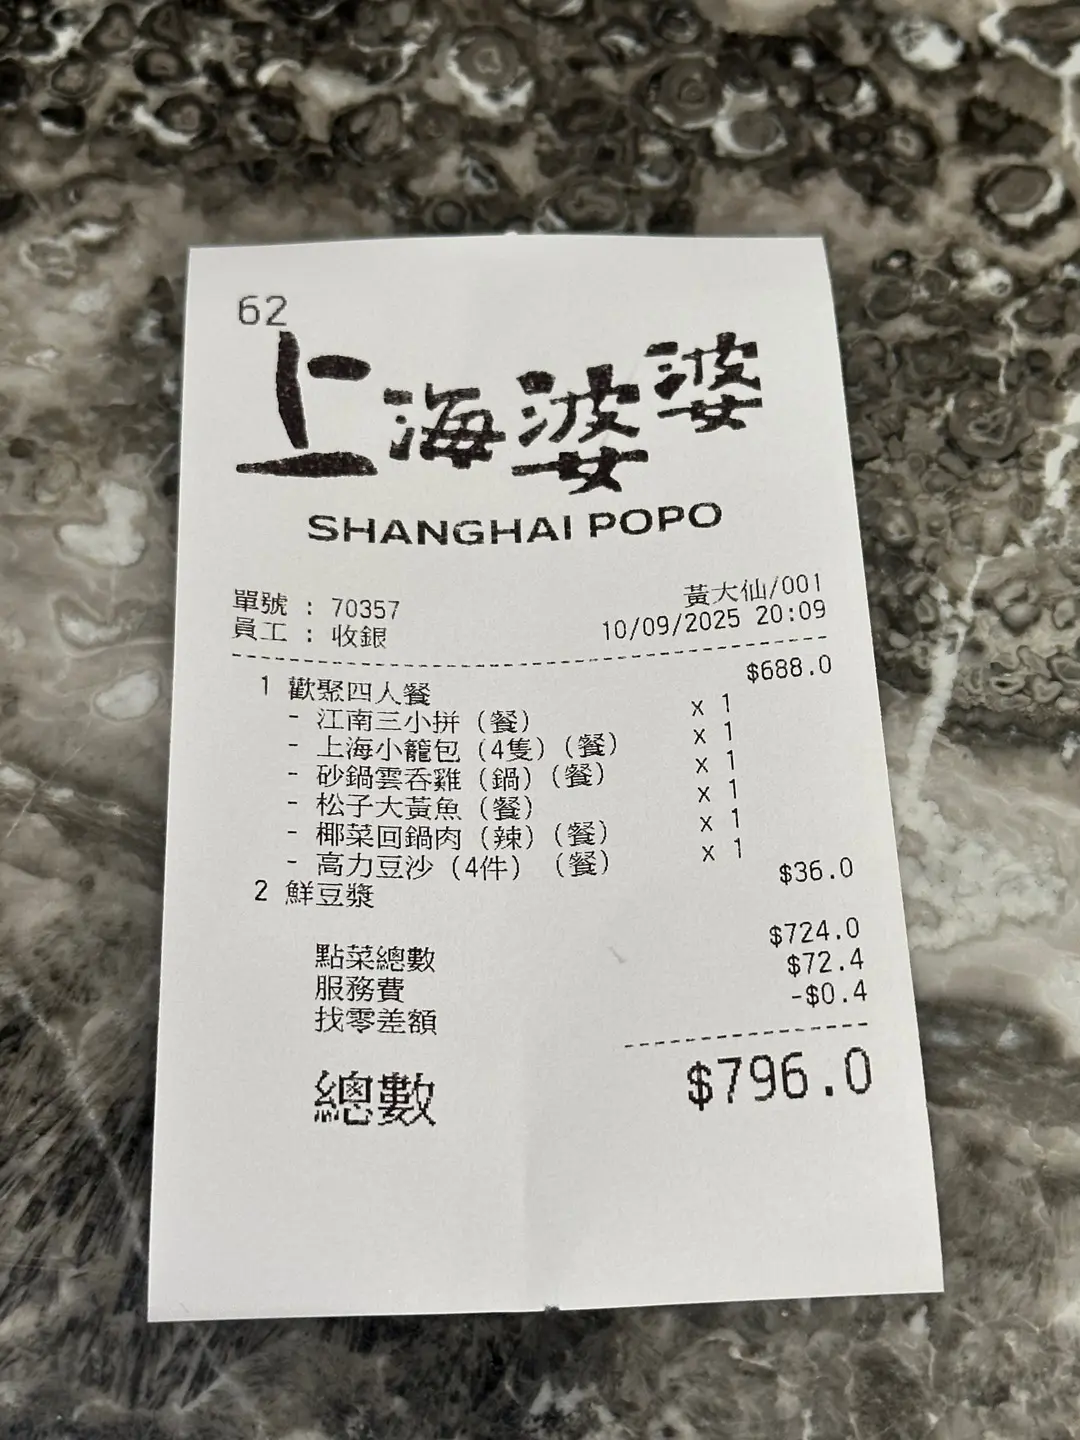 62
上海婆婆
SHANGHAI POPO
單號 : 70357 黃大仙/001
員工 : 收銀 10/09/2025 20:09
1 歡聚四人餐 $688.0
- 江南三小拼 (餐) x 1
- 上海小籠包 (4隻) (餐) x 1
- 砂鍋雲吞雞 (鍋) (餐) x 1
- 松子大黃魚 (餐) x 1
- 椰菜回鍋肉 (辣) (餐) x 1
- 高力豆沙 (4件) (餐) x 1
2 鮮豆漿 $36.0
點菜總數 $724.0
服務費 $72.4
找零差額 -$0.4
總數 $796.0